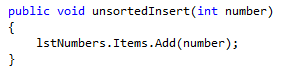 public void unsortedInsert(int number)
{
    lstNumbers.Items.Add(number);
}